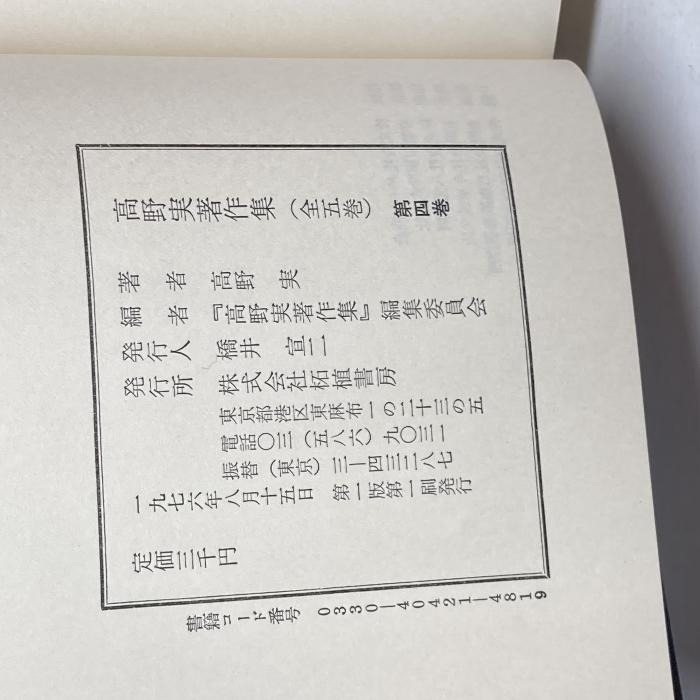 高野実著作集（全五巻） 第四巻
著者 高野 実
編者 『高野実著作集』編集委員会
発行人 橋井 宣二
発行所 株式会社柘植書房
東京都港区東麻布一の二十三の五
電話〇三（五八六）九〇三一
振替（東京）三―四三三八七
一九七六年八月十五日 第一版第一刷発行
定価三千円
書籍コード番号 0330―40421―4819